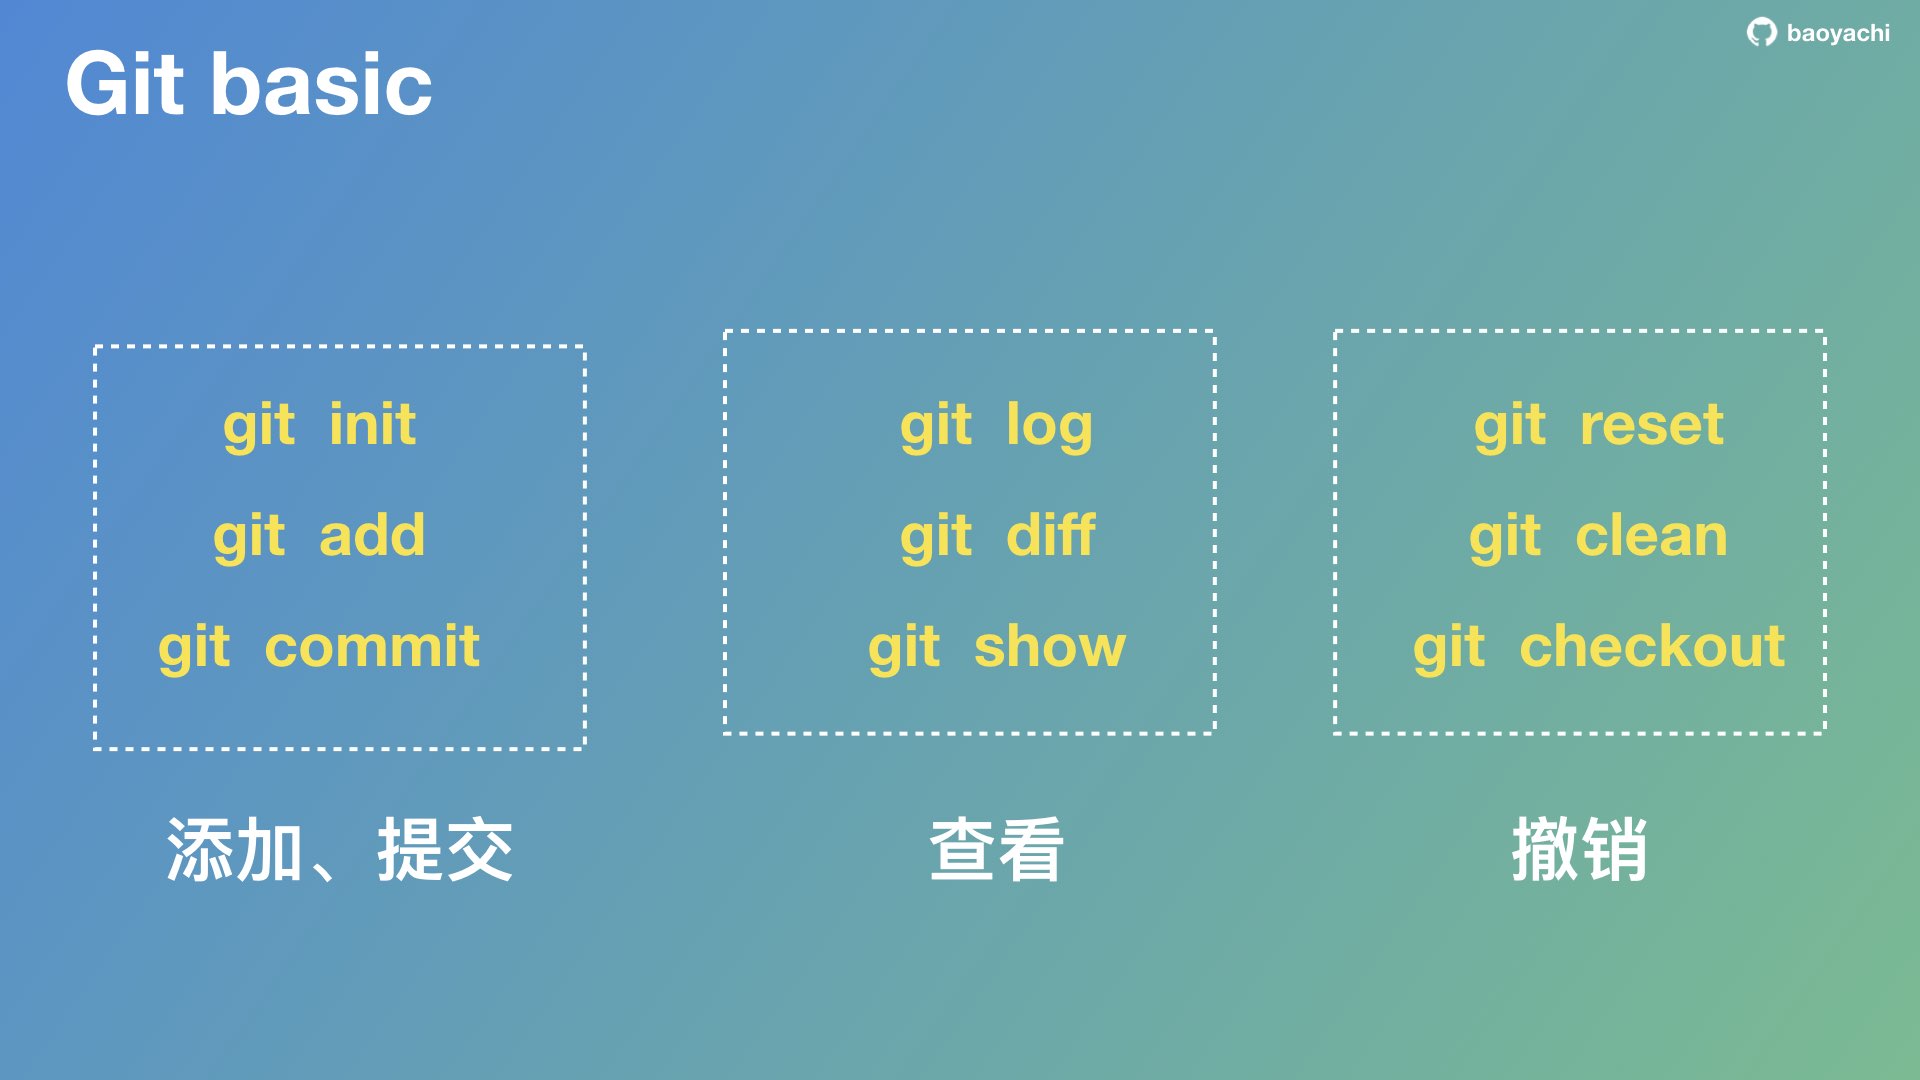 baoyachi
Git basic
git init
git add
git commit
添加、提交
git log
git diff
git show
查看
git reset
git clean
git checkout
撤销